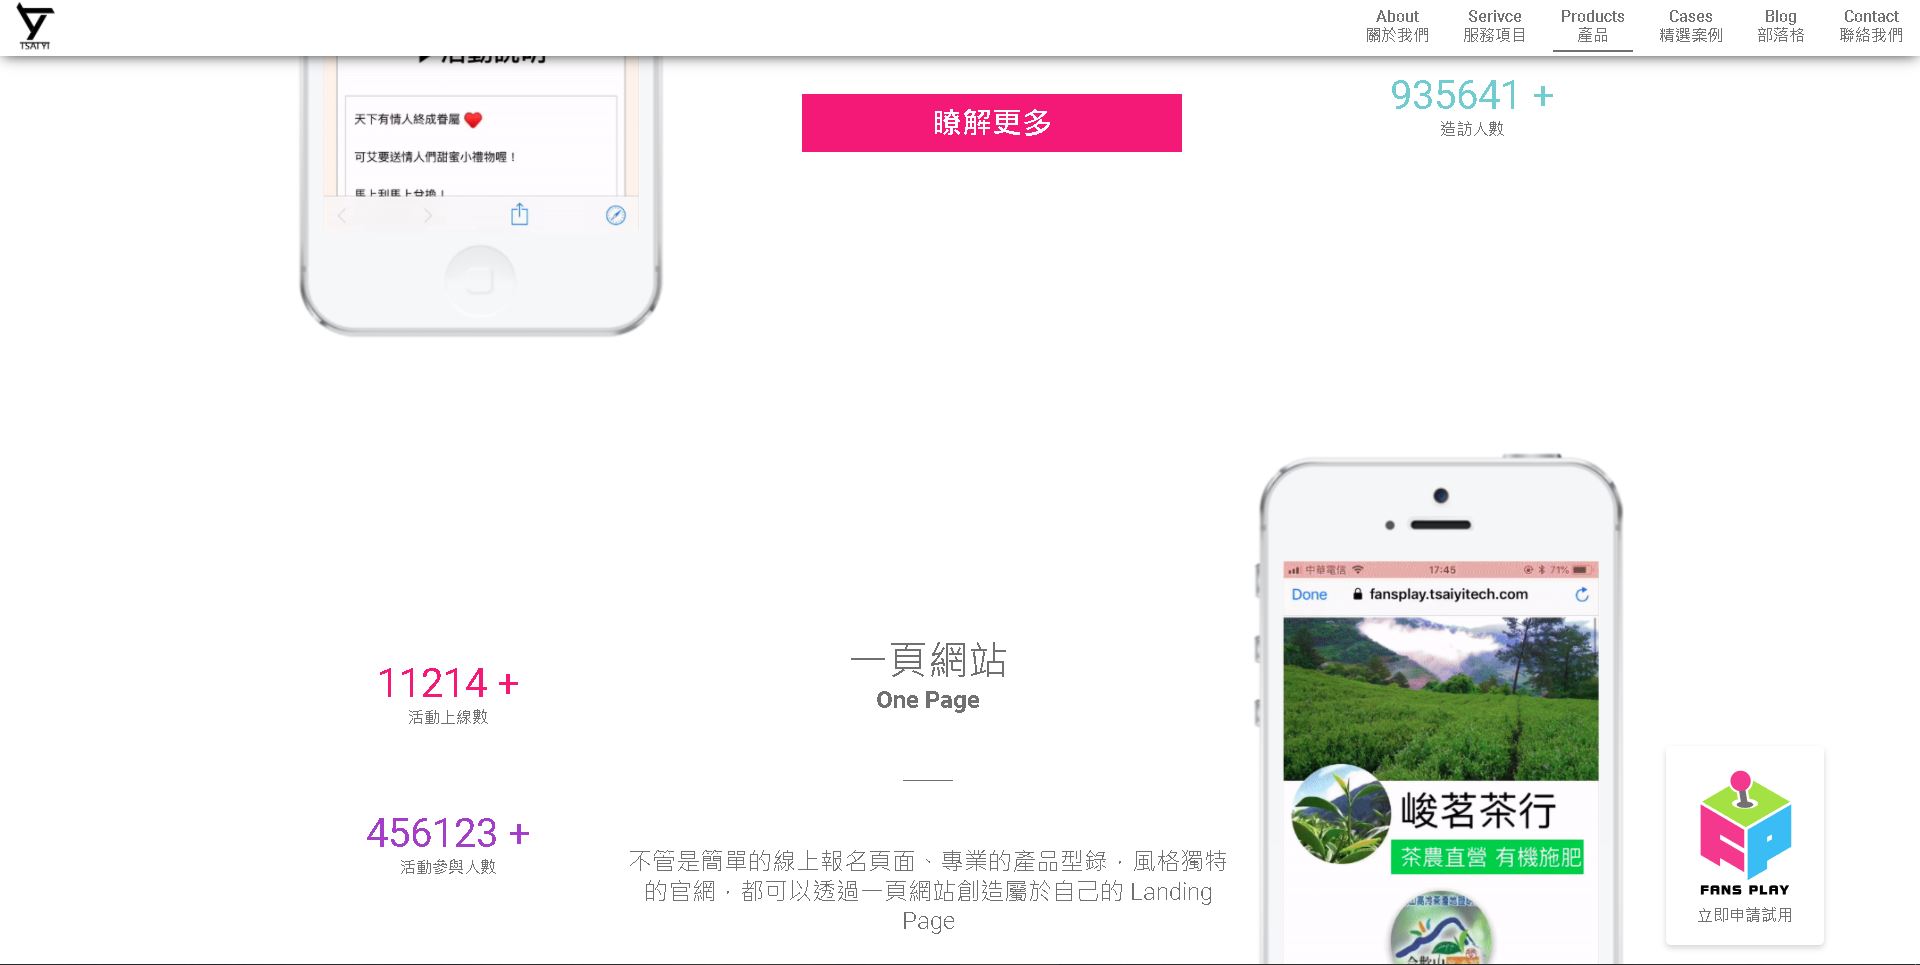 TSAI YI
About
關於我們
Serivce
服務項目
Products
產品
Cases
精選案例
Blog
部落格
Contact
聯絡我們
天下有情人終成眷屬
可艾要送情人們甜蜜小禮物喔！
瞭解更多
935641 +
造訪人數
11214 +
活動上線數
456123 +
活動參與人數
一頁網站
One Page
不管是簡單的線上報名頁面、專業的產品型錄，風格獨特
的官網，都可以透過一頁網站創造屬於自己的 Landing
Page
中華電信
17:45
71%
Done
fansplay.tsaiyitech.com
峻茗茶行
茶農直營 有機施肥
FANS PLAY
立即申請試用